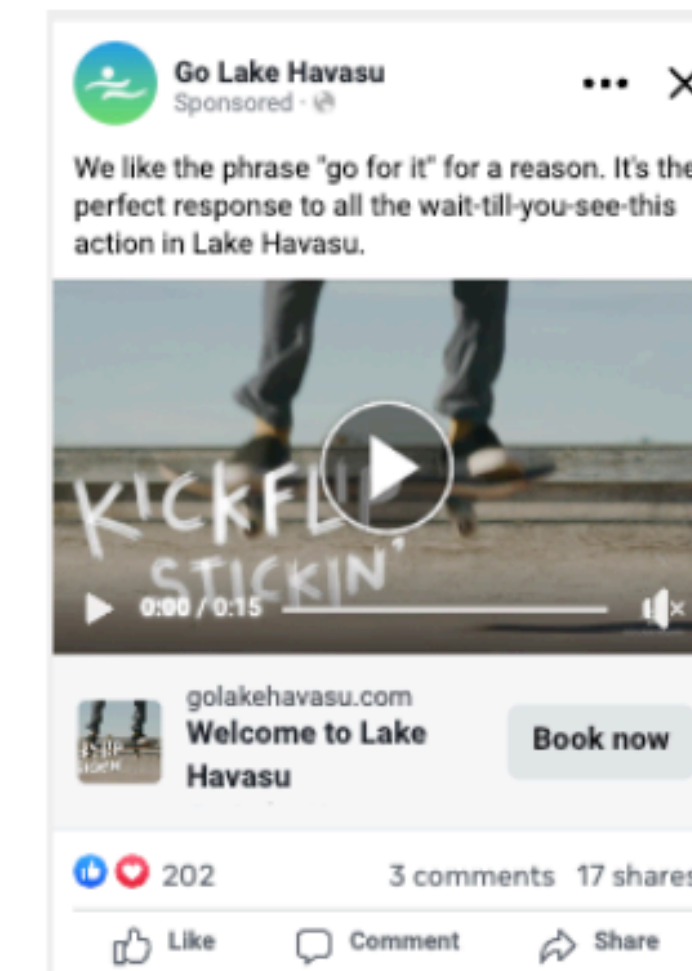 Go Lake Havasu
Sponsored ·
We like the phrase "go for it" for a reason. It's the
perfect response to all the wait-till-you-see-this
action in Lake Havasu.
KICKFLIP
STICKIN'
0:00 / 0:15
golakehavasu.com
Welcome to Lake
Havasu
Book now
202
3 comments 17 shares
Like Comment Share